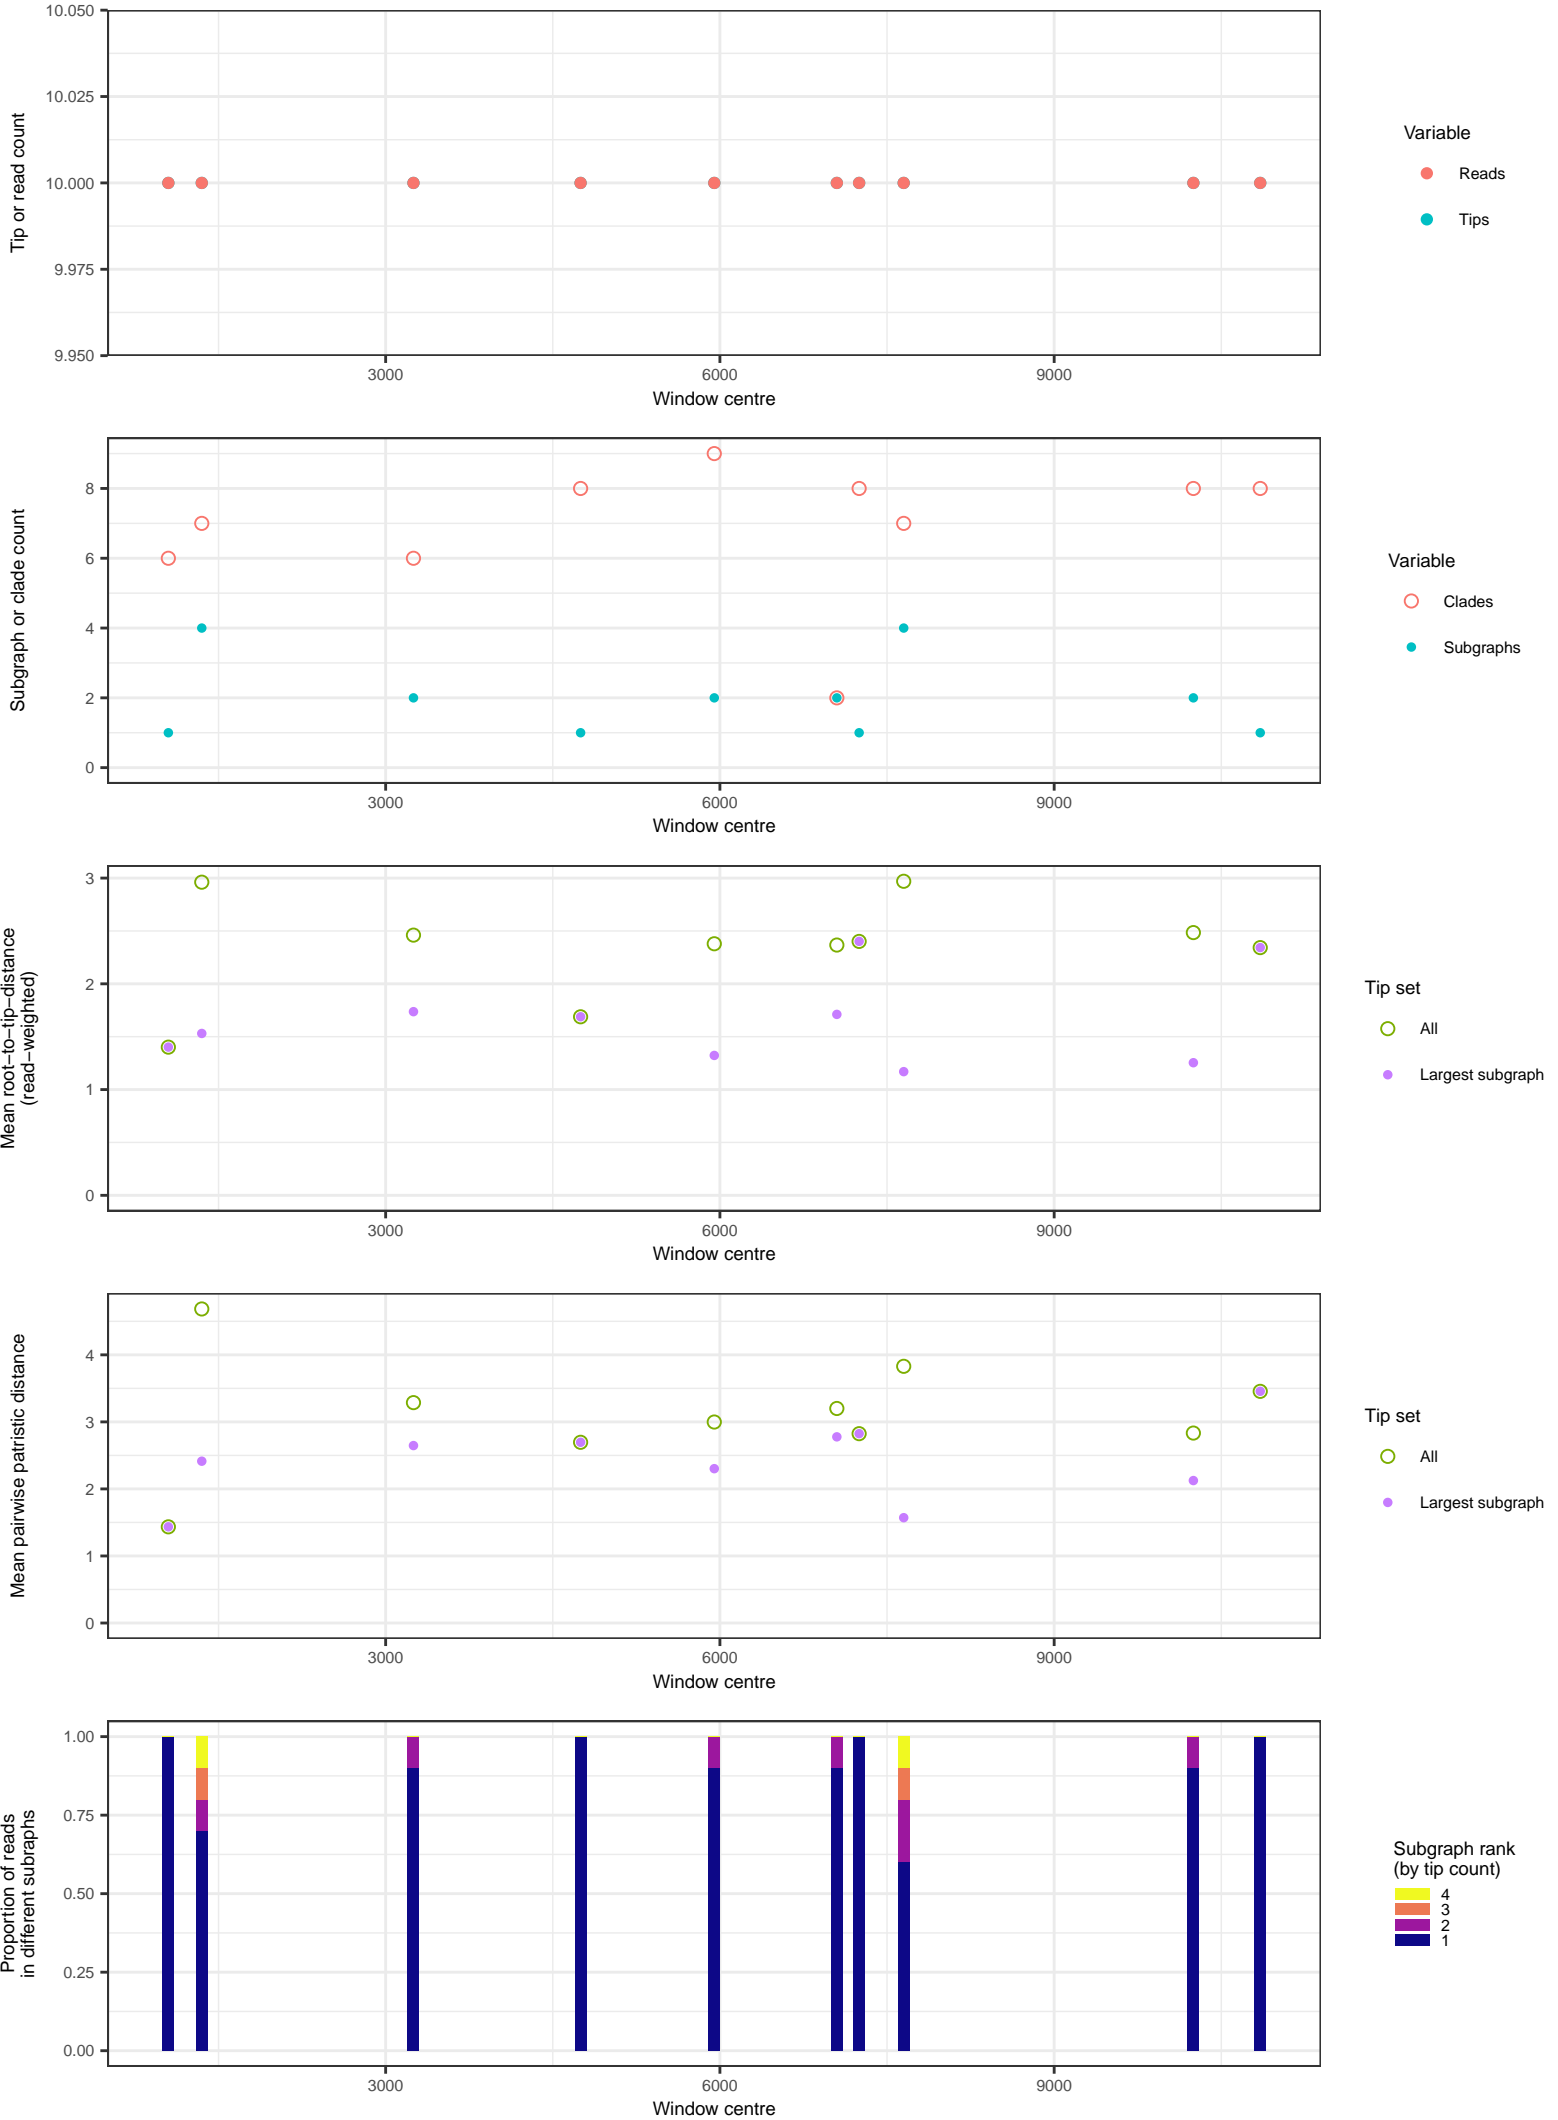 10.050
10.025
10.000
9.975
9.950
Tip or read count
3000
6000
9000
Window centre
Variable
Reads
Tips
8
6
4
2
0
Subgraph or clade count
3000
6000
9000
Window centre
Variable
Clades
Subgraphs
3
2
1
0
Mean root−to−tip−distance
(read−weighted)
3000
6000
9000
Window centre
Tip set
All
Largest subgraph
4
3
2
1
0
Mean pairwise patristic distance
3000
6000
9000
Window centre
Tip set
All
Largest subgraph
1.00
0.75
0.50
0.25
0.00
Proportion of reads
in different subraphs
3000
6000
9000
Window centre
Subgraph rank
(by tip count)
4
3
2
1